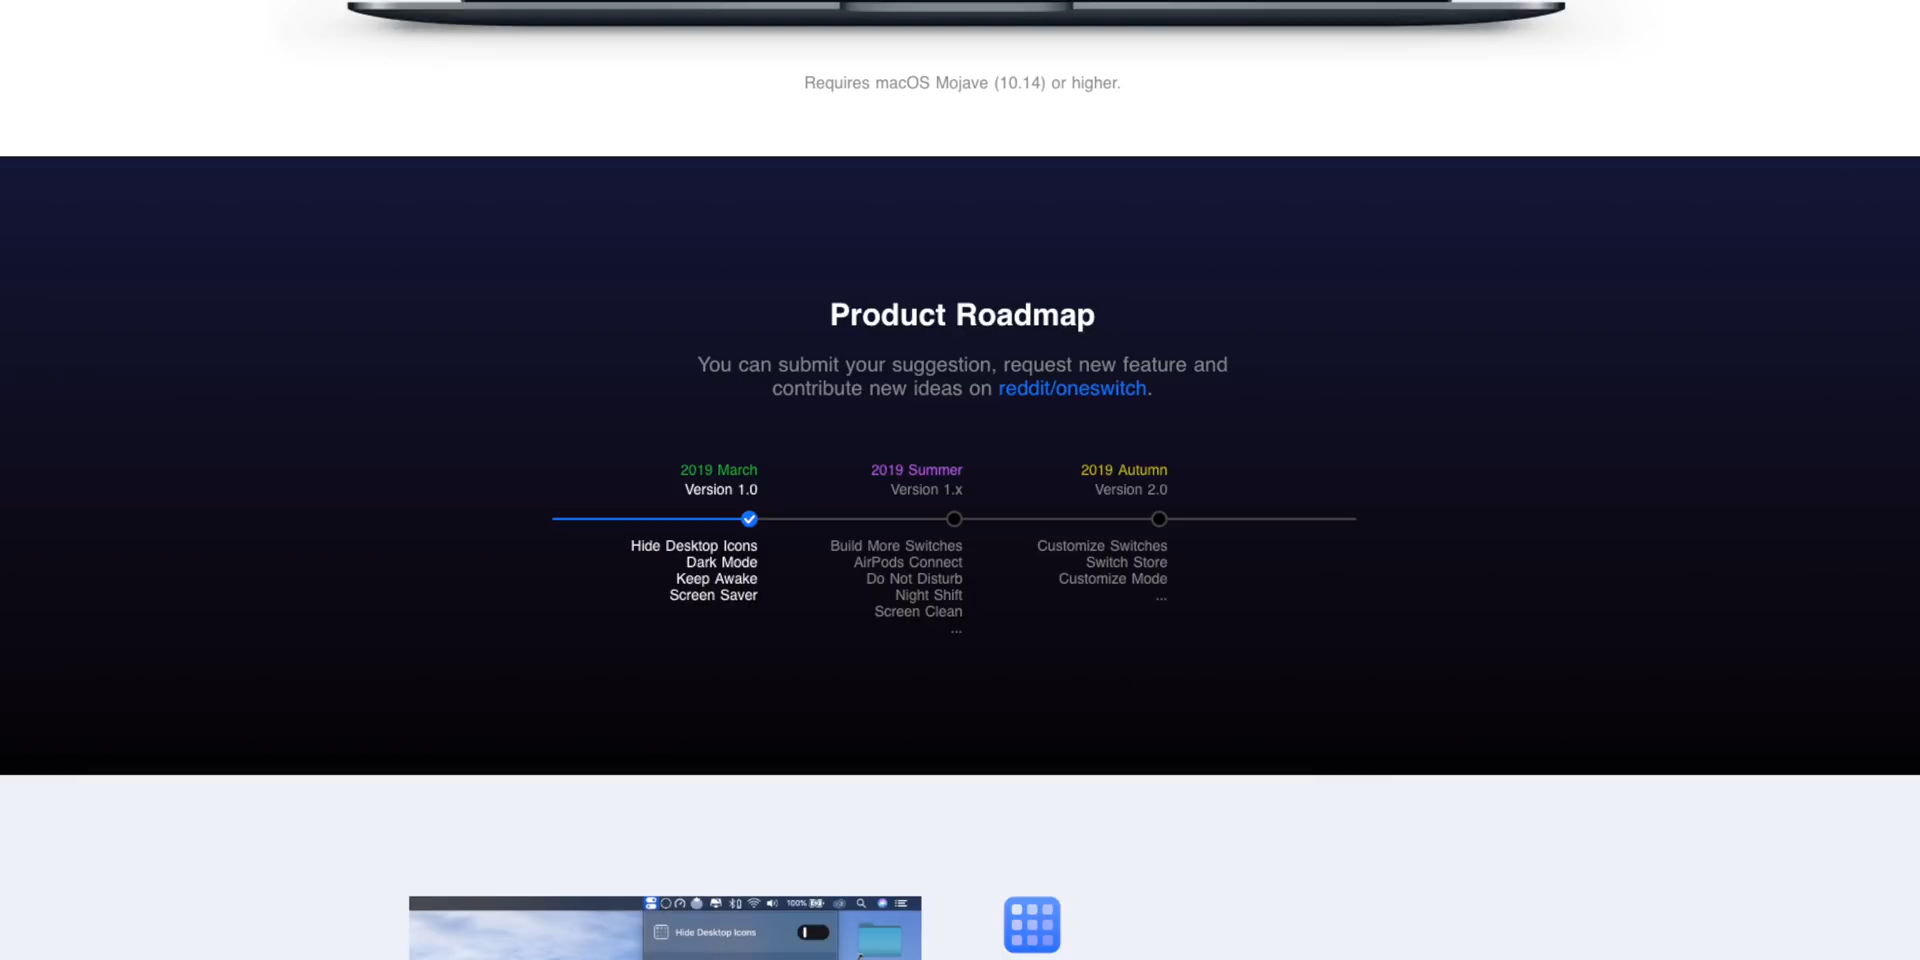 Requires macOS Mojave (10.14) or higher.
Product Roadmap
You can submit your suggestion, request new feature and
contribute new ideas on reddit/oneswitch.
2019 March
Version 1.0
Hide Desktop Icons
Dark Mode
Keep Awake
Screen Saver
2019 Summer
Version 1.x
Build More Switches
AirPods Connect
Do Not Disturb
Night Shift
Screen Clean
...
2019 Autumn
Version 2.0
Customize Switches
Switch Store
Customize Mode
...
100%
Hide Desktop Icons